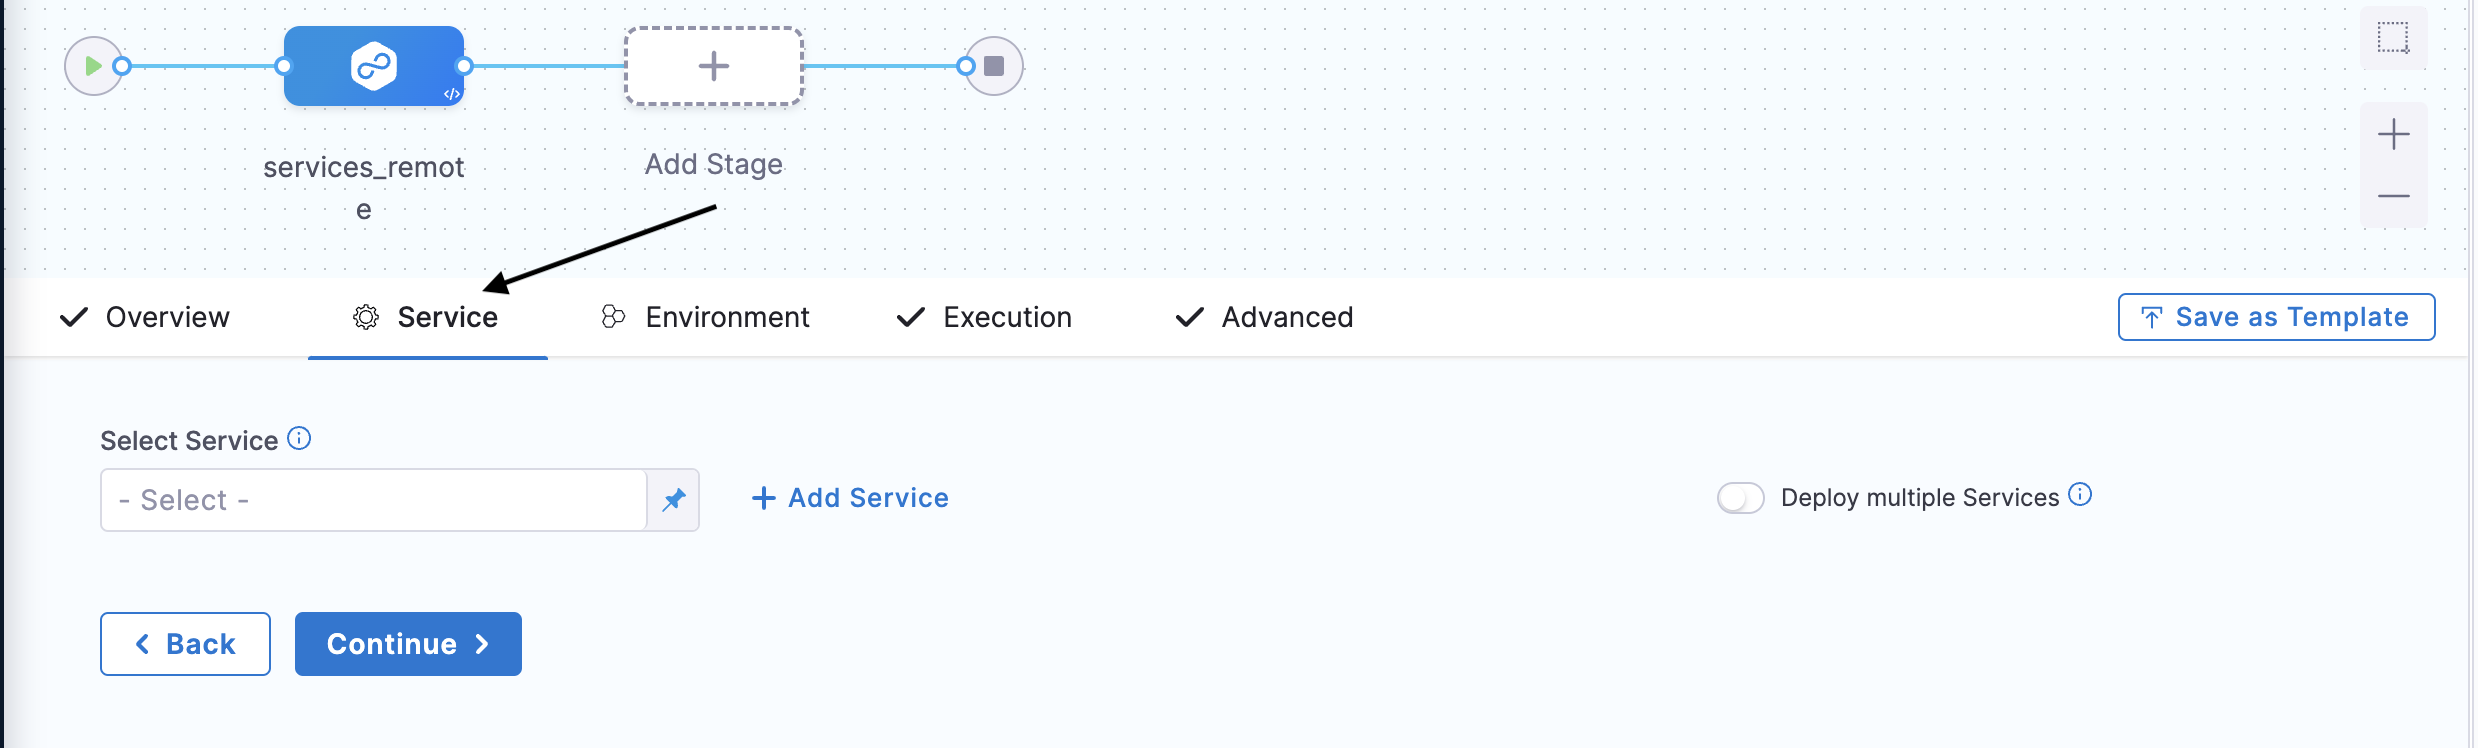 </>
services_remot
e
Add Stage
Overview
Service
Environment
Execution
Advanced
Save as Template
Select Service
- Select -
+ Add Service
Deploy multiple Services
Back
Continue